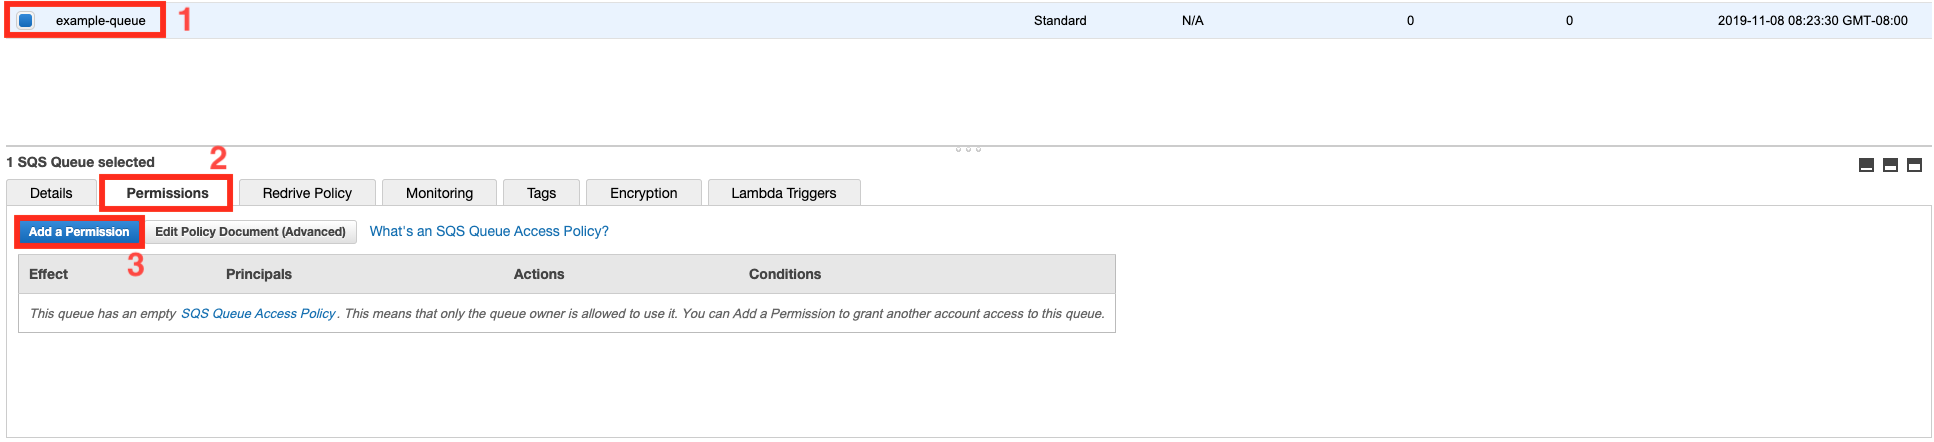 example-queue 1 Standard N/A 0 0 2019-11-08 08:23:30 GMT-08:00
1 SQS Queue selected 2
Details Permissions Redrive Policy Monitoring Tags Encryption Lambda Triggers
Add a Permission Edit Policy Document (Advanced) What's an SQS Queue Access Policy?
3
Effect Principals Actions Conditions
This queue has an empty SQS Queue Access Policy. This means that only the queue owner is allowed to use it. You can Add a Permission to grant another account access to this queue.